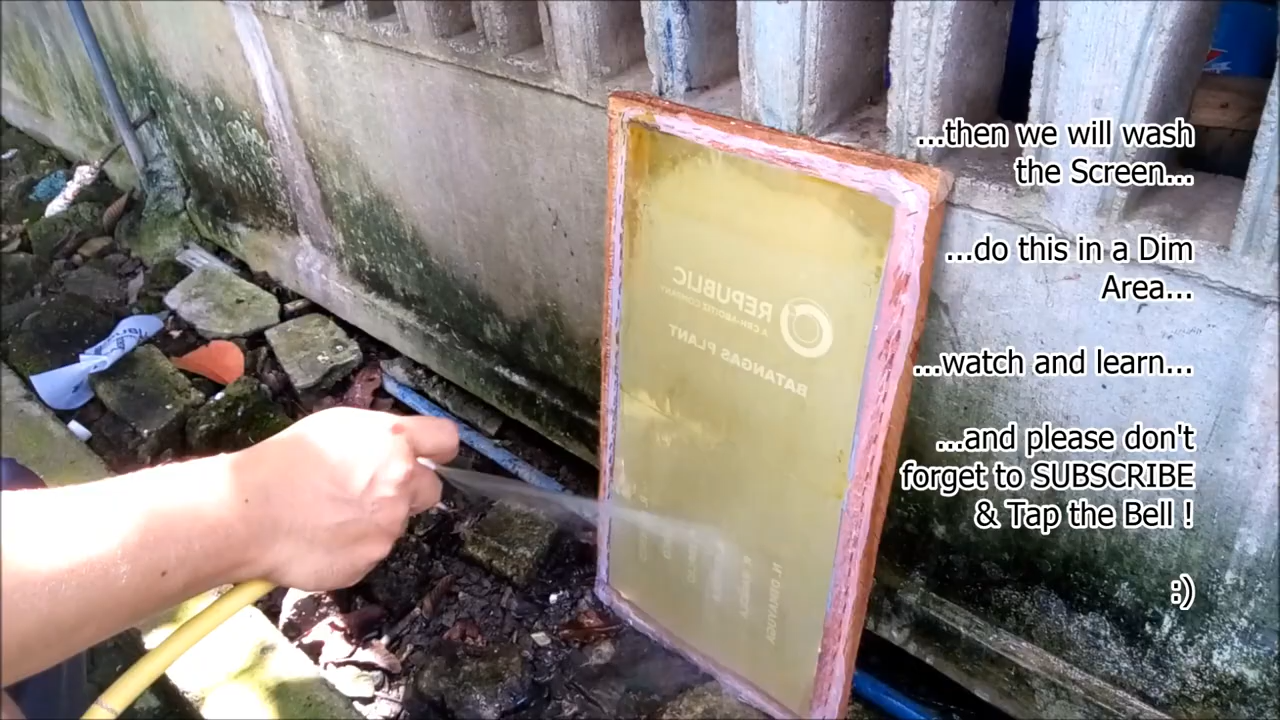 ...then we will wash
the Screen...
...do this in a Dim
Area...
...watch and learn...
...and please don't
forget to SUBSCRIBE
& Tap the Bell !
:)
REPUBLIC
A CRH-ABOITIZ COMPANY
BATANGAS PLANT